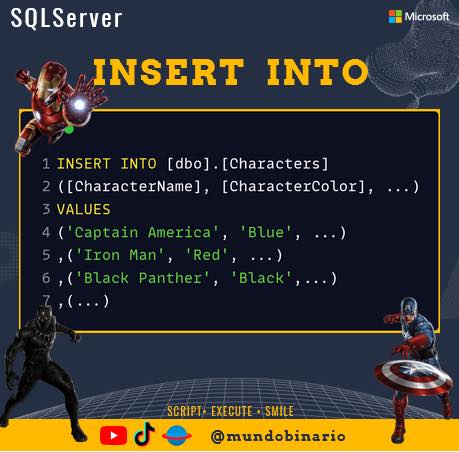 SQLServer
Microsoft
INSERT INTO
1 INSERT INTO [dbo].[Characters]
2 ([CharacterName], [CharacterColor], ...)
3 VALUES
4 ('Captain America', 'Blue', ...)
5 ,('Iron Man', 'Red', ...)
6 ,('Black Panther', 'Black',...)
7 ,(...)
SCRIPT• EXECUTE • SMILE
@mundobinario